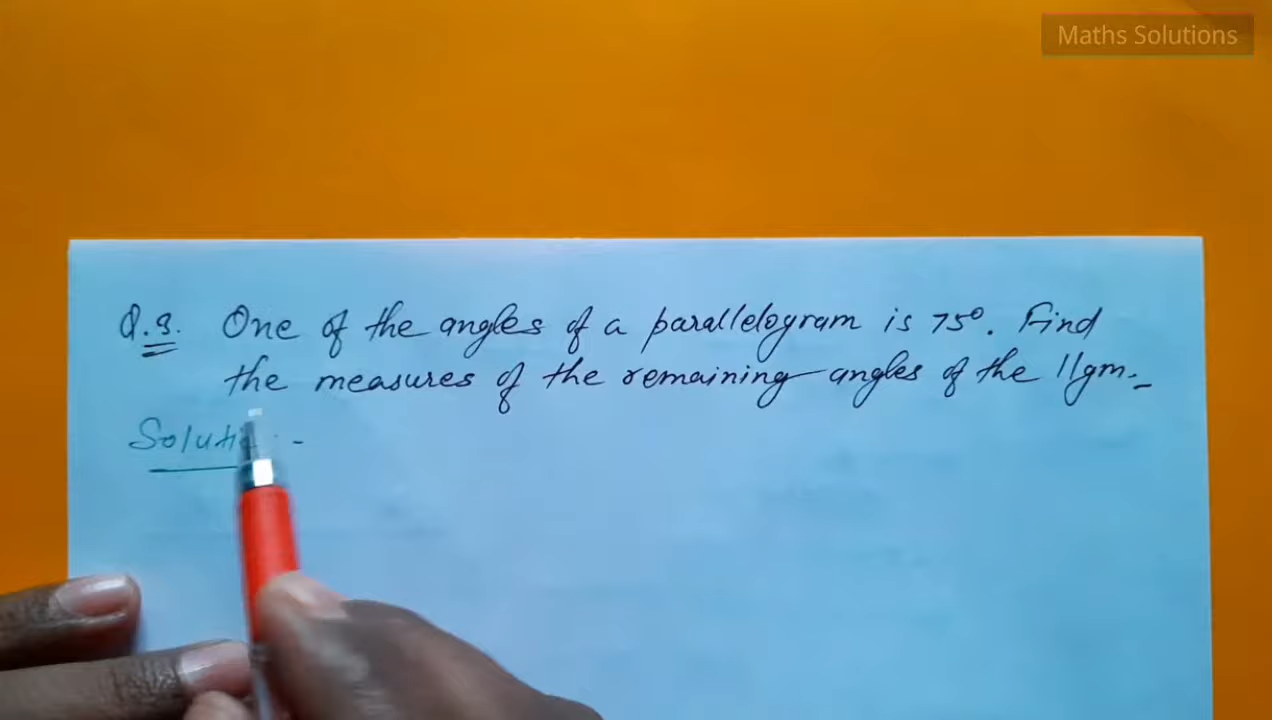 Maths Solutions
Q.9. One of the angles of a parallelogram is 75°. Find
the measures of the remaining angles of the ||gm.